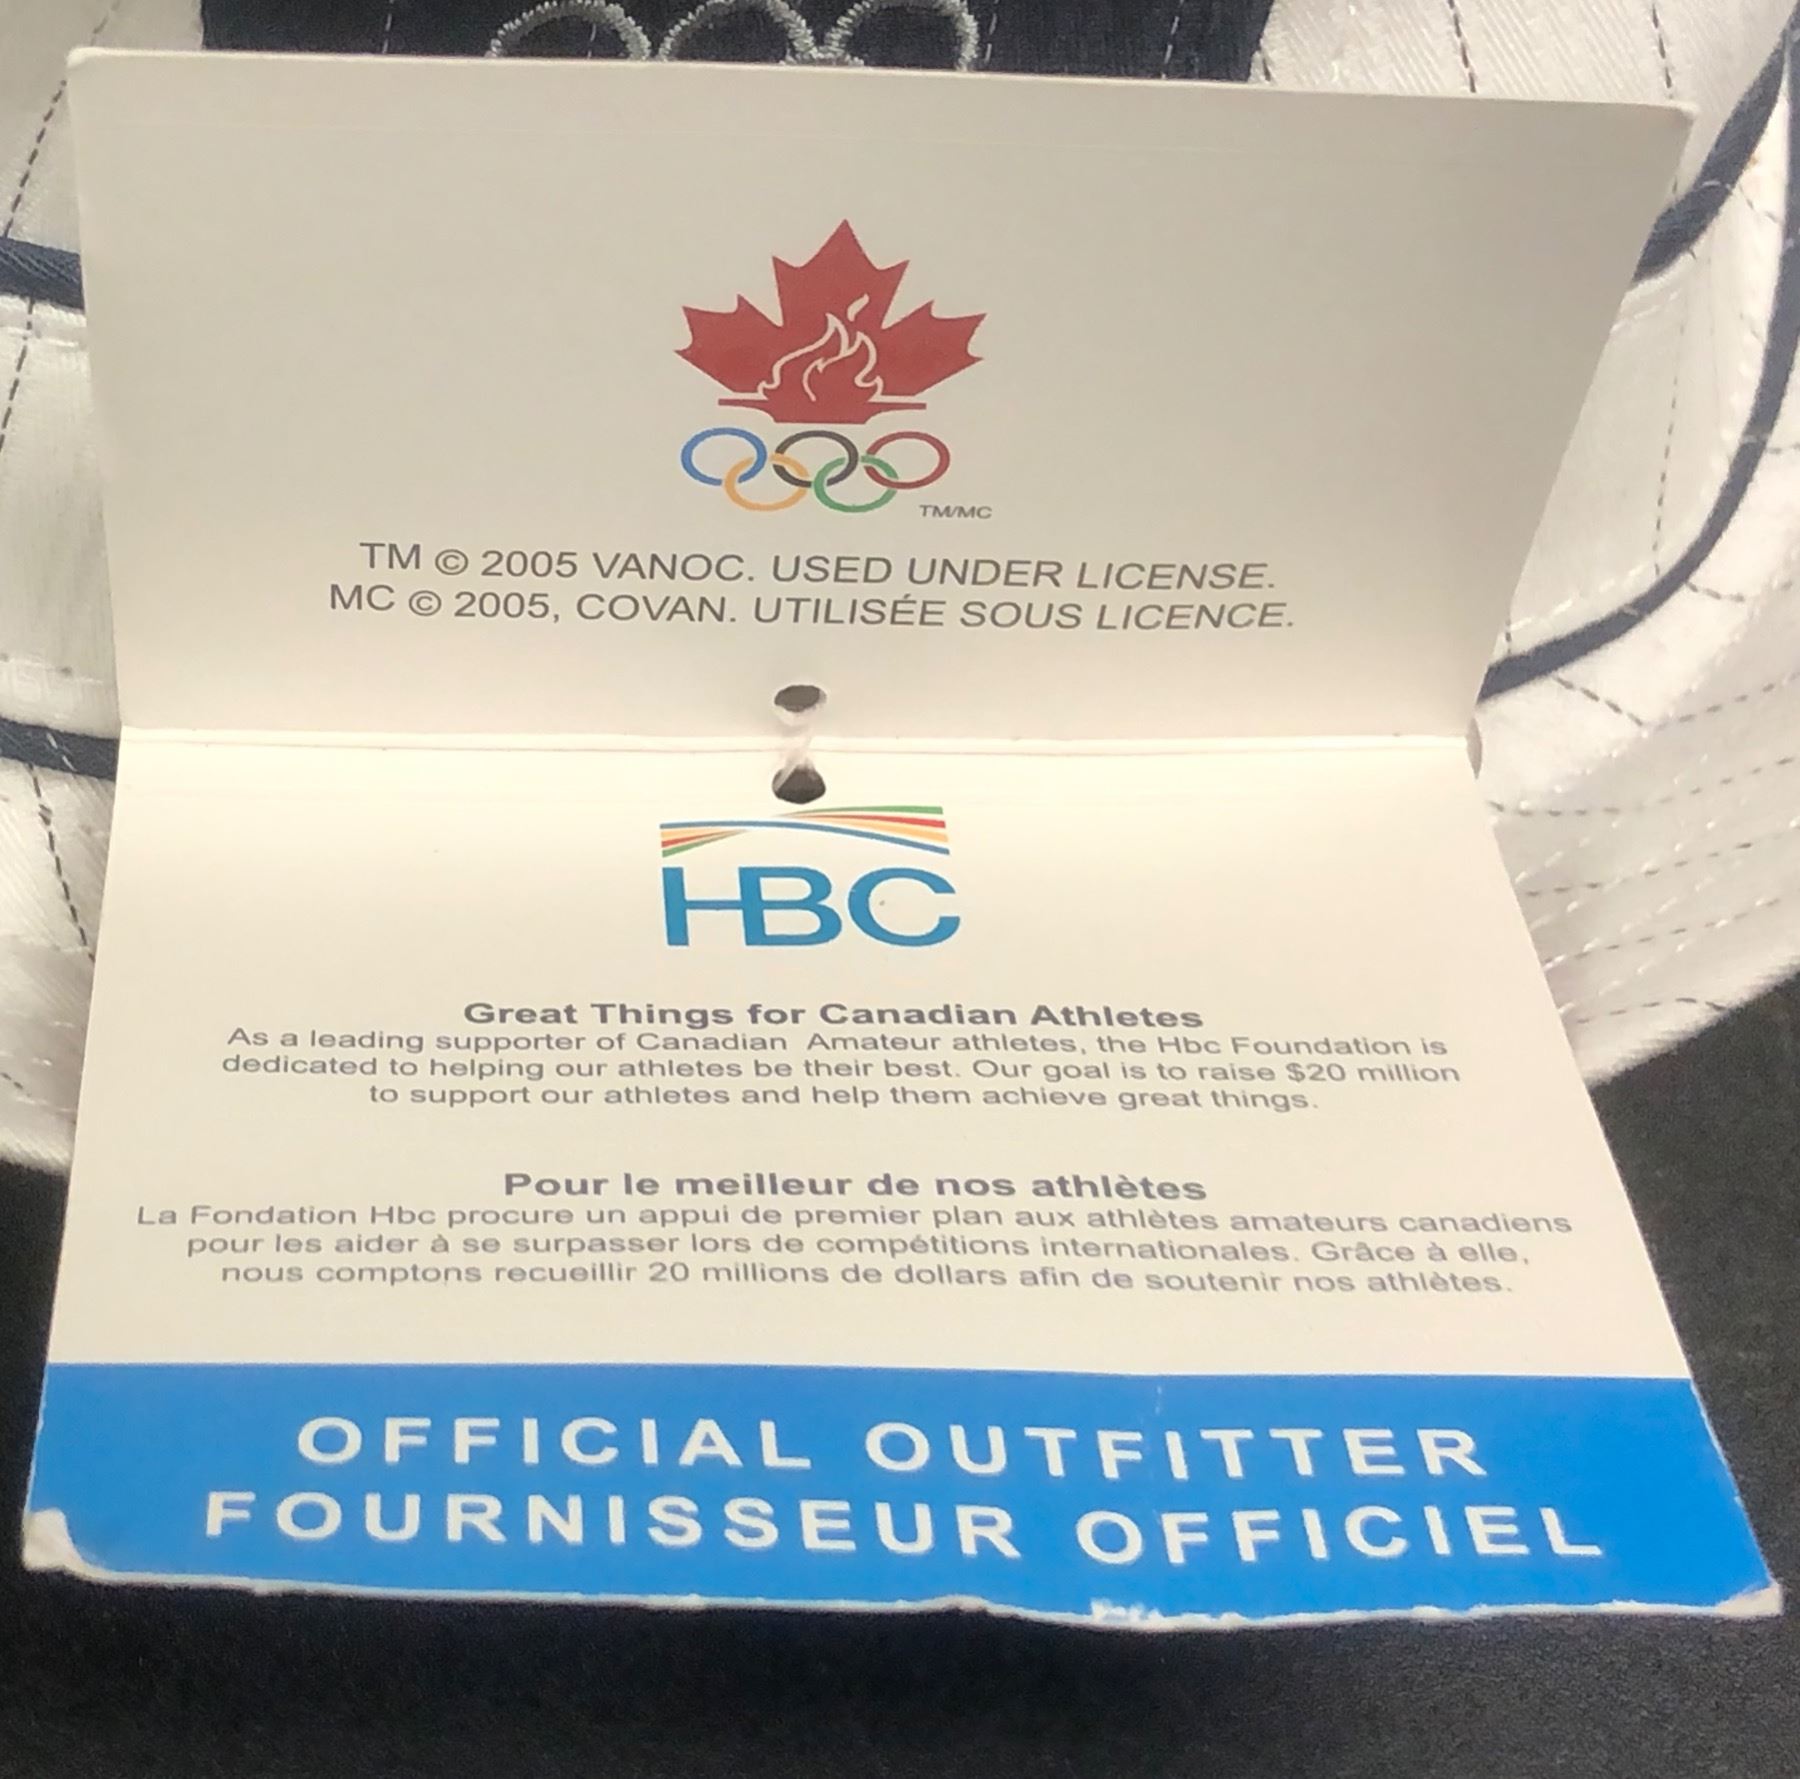 TM/MC
TM © 2005 VANOC. USED UNDER LICENSE.
MC © 2005, COVAN. UTILISÉE SOUS LICENCE.
HBC
Great Things for Canadian Athletes
As a leading supporter of Canadian Amateur athletes, the Hbc Foundation is
dedicated to helping our athletes be their best. Our goal is to raise $20 million
to support our athletes and help them achieve great things.
Pour le meilleur de nos athlètes
La Fondation Hbc procure un appui de premier plan aux athlètes amateurs canadiens
pour les aider à se surpasser lors de compétitions internationales. Grâce à elle,
nous comptons recueillir 20 millions de dollars afin de soutenir nos athlètes.
OFFICIAL OUTFITTER
FOURNISSEUR OFFICIEL